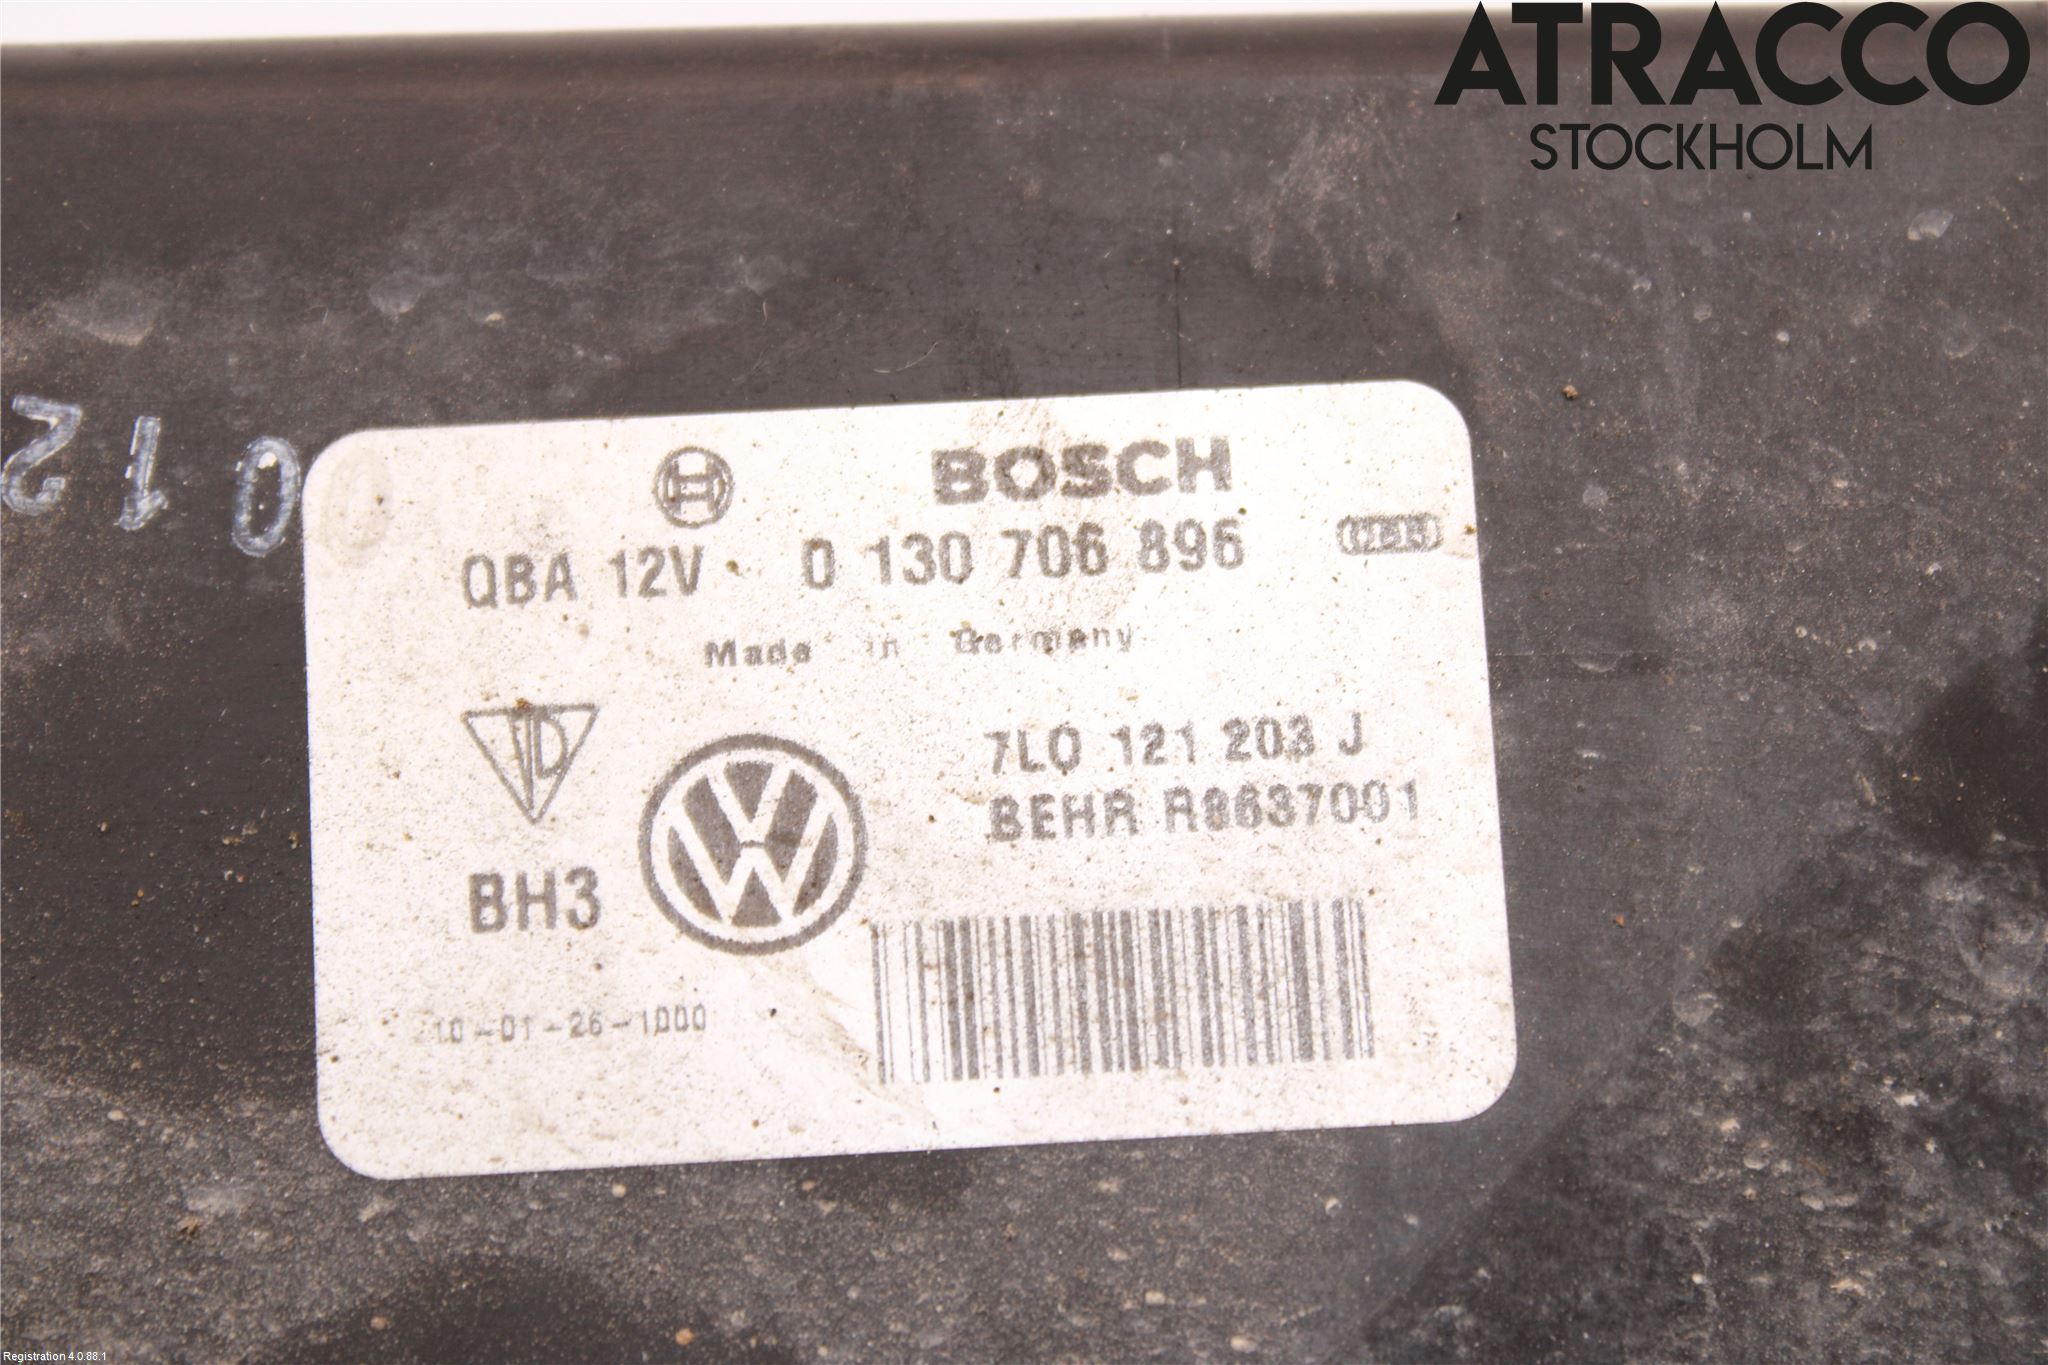 ATRACCO
STOCKHOLM
012
BOSCH
QBA 12V 0 130 706 896
Made in Germany
7L0 121 203 J
BEHR R8637001
BH3
10-01-26-1000
Registration 4.0.88.1